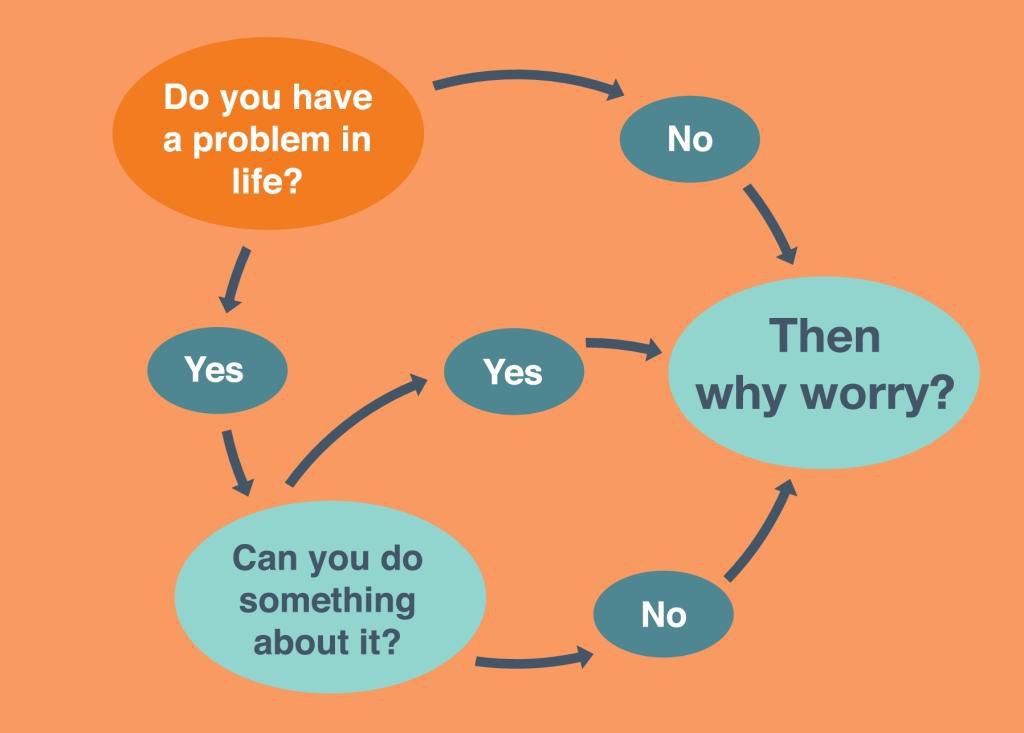 Do you have
a problem in
life?
No
Yes
Yes
Then
why worry?
Can you do
something
about it?
No